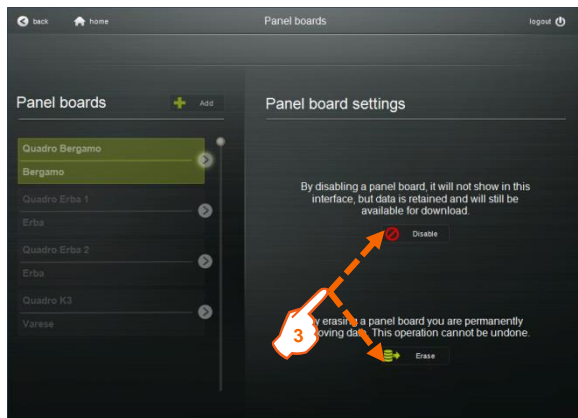 back home Panel boards logout
Panel boards Add Panel board settings
Quadro Bergamo
Bergamo
Quadro Erba 1
Erba
Quadro Erba 2
Erba
Quadro K3
Varese
By disabling a panel board, it will not show in this
interface, but data is retained and will still be
available for download.
Disable
3
erasing a panel board you are permanently
oving data. This operation cannot be undone.
Erase